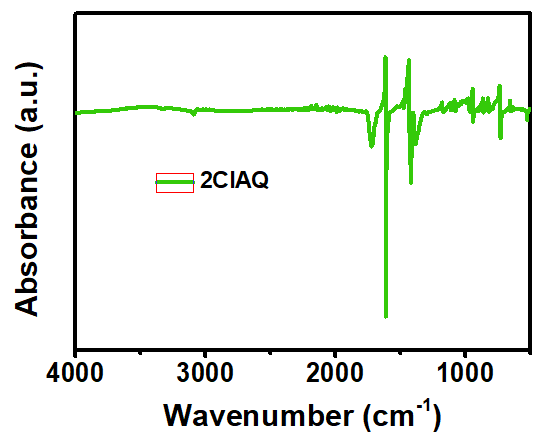 Absorbance (a.u.)
2ClAQ
4000 3000 2000 1000
Wavenumber (cm⁻¹)